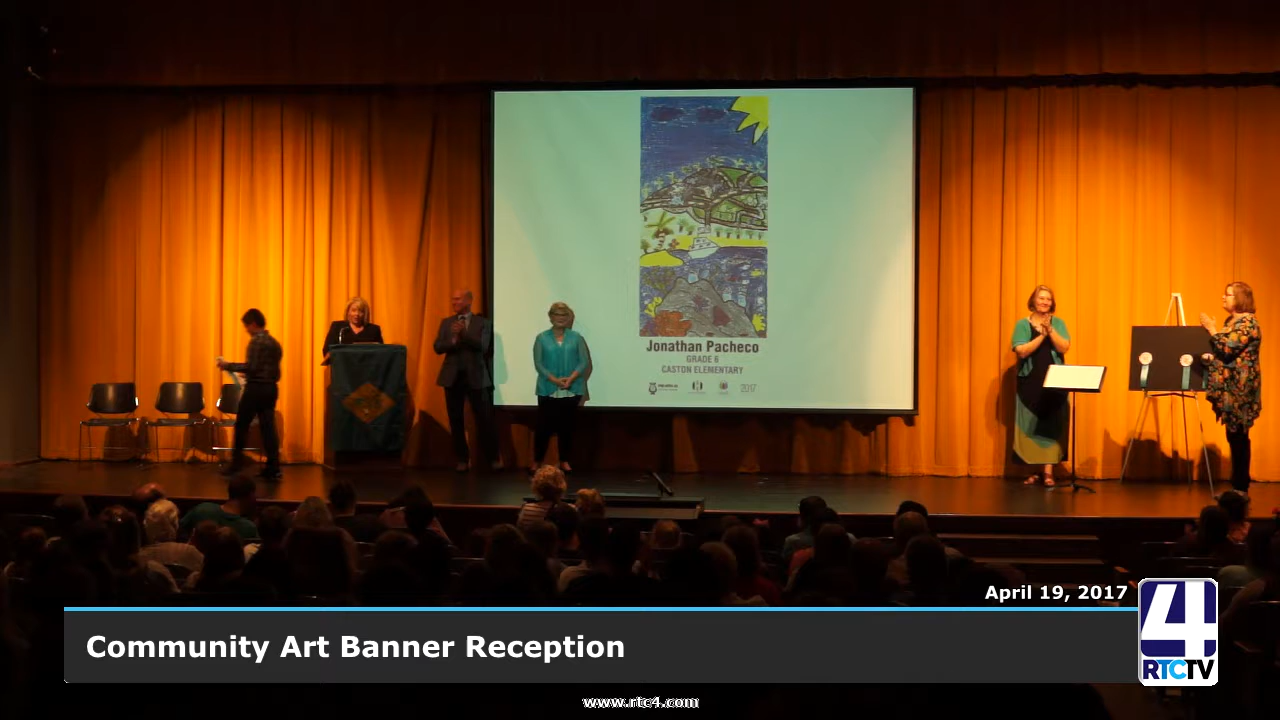 Jonathan Pacheco
GRADE 6
CASTON ELEMENTARY
2017
April 19, 2017
Community Art Banner Reception
4
RTCTV
www.rtc4.com